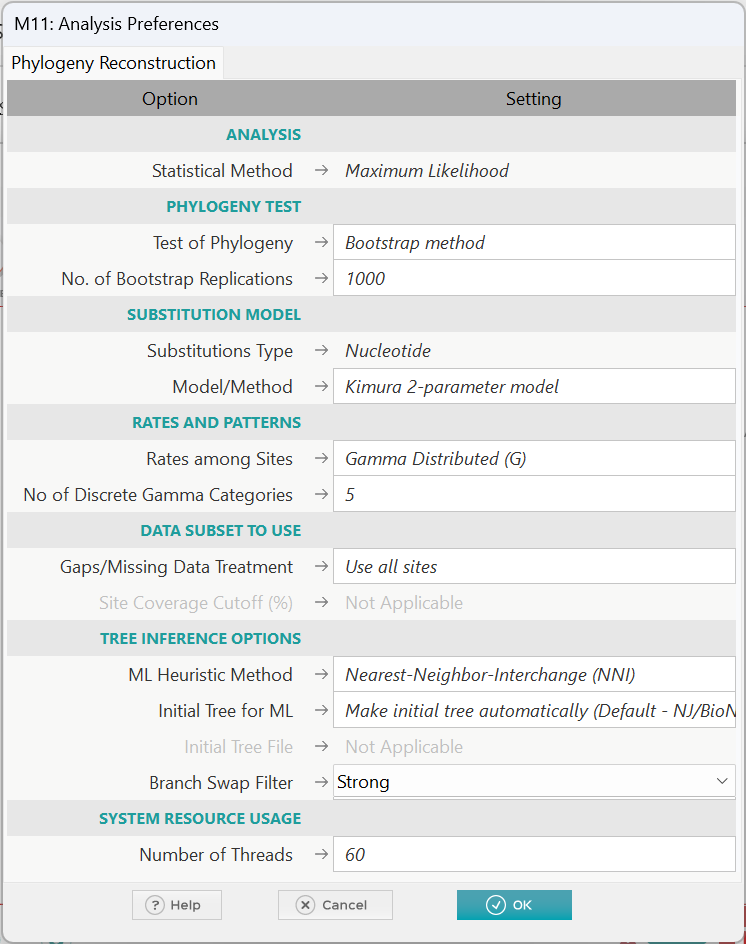 M11: Analysis Preferences
Phylogeny Reconstruction
Option Setting
ANALYSIS
Statistical Method → Maximum Likelihood
PHYLOGENY TEST
Test of Phylogeny → Bootstrap method
No. of Bootstrap Replications → 1000
SUBSTITUTION MODEL
Substitutions Type → Nucleotide
Model/Method → Kimura 2-parameter model
RATES AND PATTERNS
Rates among Sites → Gamma Distributed (G)
No of Discrete Gamma Categories → 5
DATA SUBSET TO USE
Gaps/Missing Data Treatment → Use all sites
Site Coverage Cutoff (%) → Not Applicable
TREE INFERENCE OPTIONS
ML Heuristic Method → Nearest-Neighbor-Interchange (NNI)
Initial Tree for ML → Make initial tree automatically (Default - NJ/BioN
Initial Tree File → Not Applicable
Branch Swap Filter → Strong
SYSTEM RESOURCE USAGE
Number of Threads → 60
? Help Cancel OK